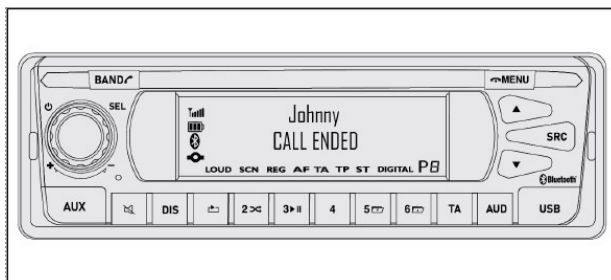 BAND MENU
SEL
Johnny
CALL ENDED
SRC
LOUD SCN REG AF TA TP ST DIGITAL P8
Bluetooth
AUX DIS 2 3 4 5 6 TA AUD USB